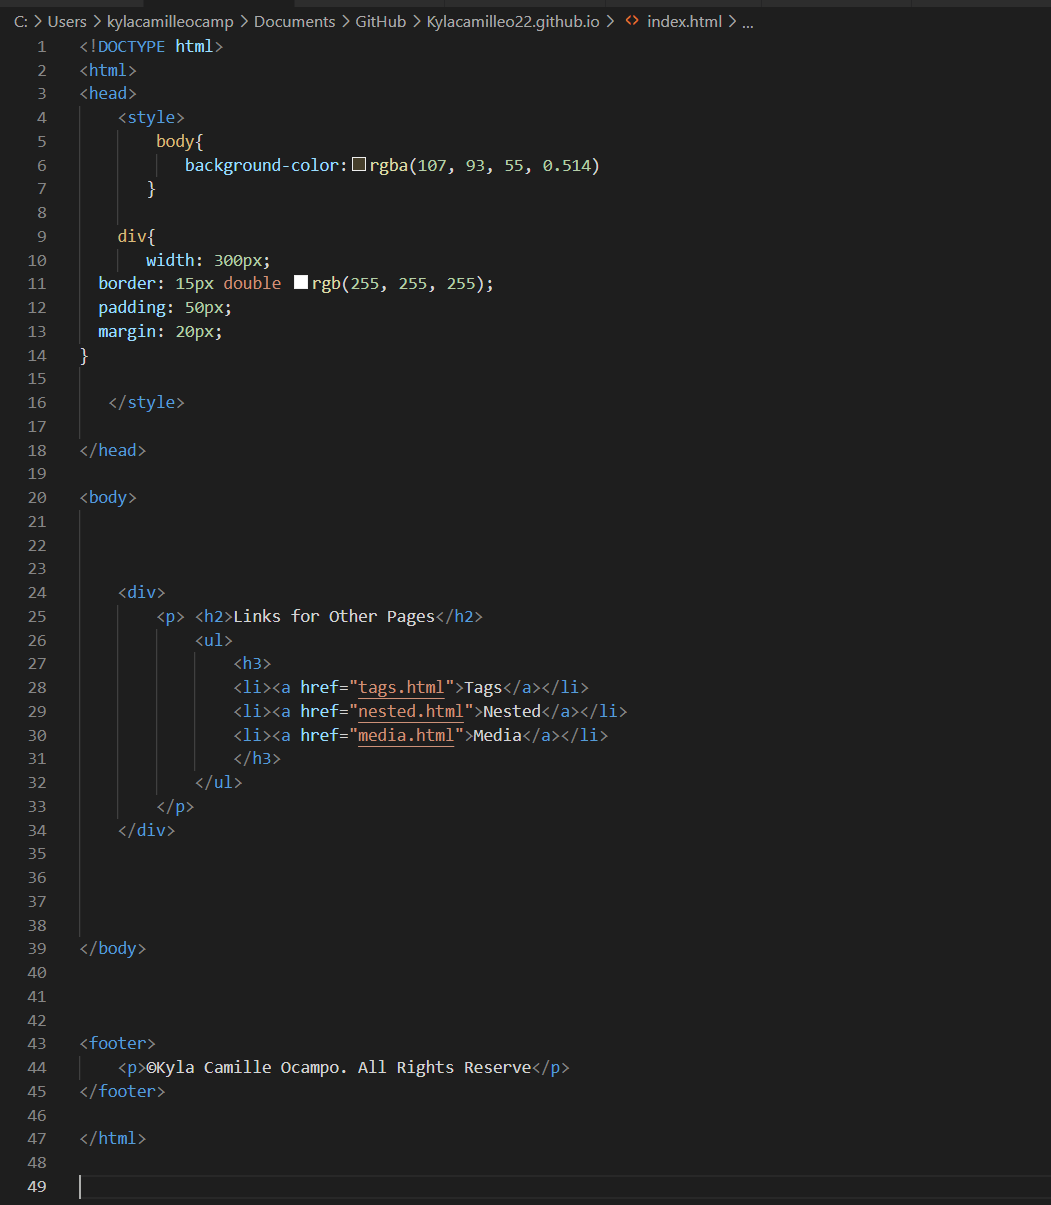 C: > Users > kylacamilleocamp > Documents > GitHub > Kylacamilleo22.github.io > <> index.html > ...
1 <!DOCTYPE html>
2 <html>
3 <head>
4 <style>
5 body{
6 background-color: rgba(107, 93, 55, 0.514)
7 }
8
9 div{
10 width: 300px;
11 border: 15px double rgb(255, 255, 255);
12 padding: 50px;
13 margin: 20px;
14 }
15
16 </style>
17
18 </head>
19
20 <body>
21
22
23
24 <div>
25 <p> <h2>Links for Other Pages</h2>
26 <ul>
27 <h3>
28 <li><a href="tags.html">Tags</a></li>
29 <li><a href="nested.html">Nested</a></li>
30 <li><a href="media.html">Media</a></li>
31 </h3>
32 </ul>
33 </p>
34 </div>
35
36
37
38
39 </body>
40
41
42
43 <footer>
44 <p>©Kyla Camille Ocampo. All Rights Reserve</p>
45 </footer>
46
47 </html>
48
49